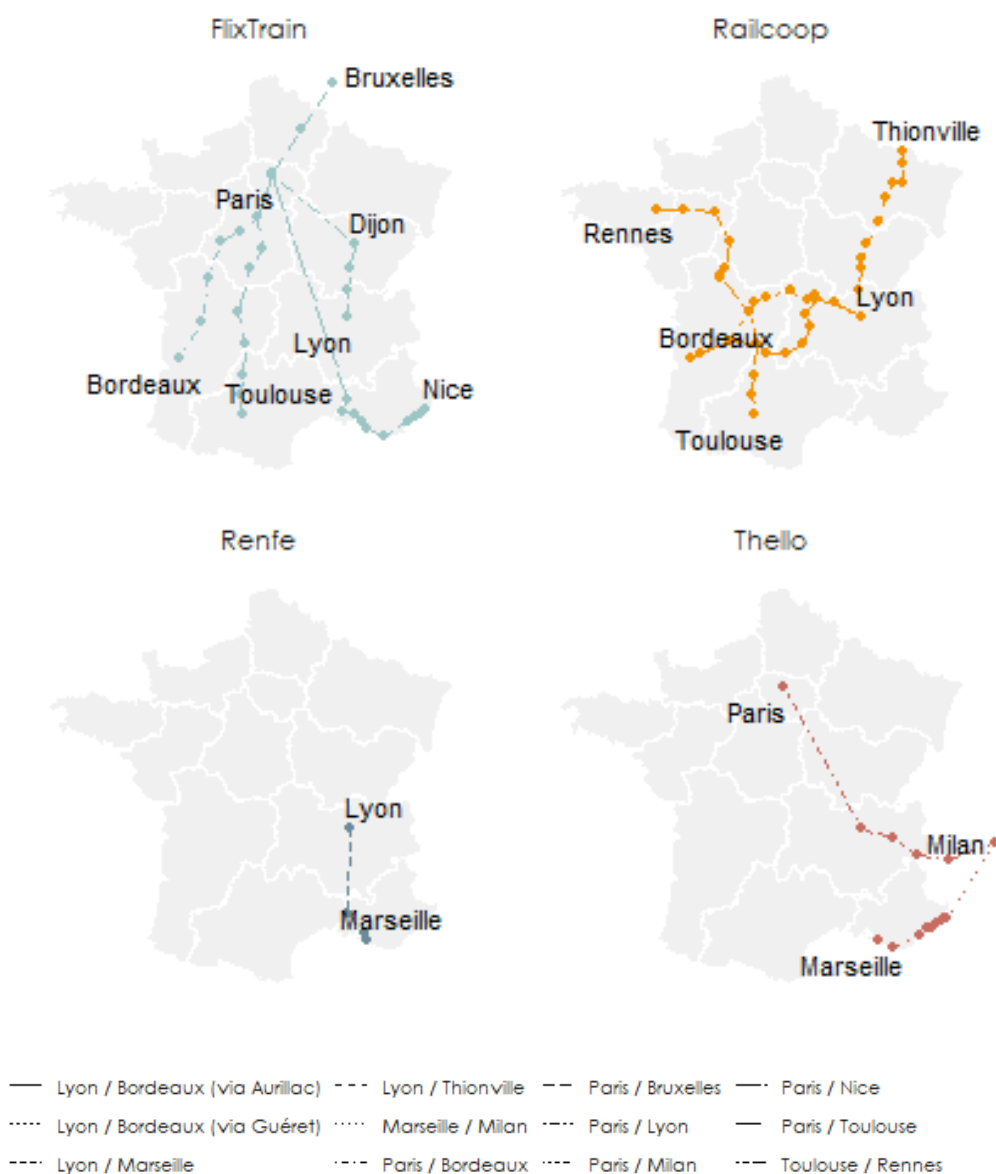 FlixTrain
Railcoop
Bruxelles
Thionville
Paris
Dijon
Rennes
Lyon
Lyon
Bordeaux
Bordeaux
Toulouse
Nice
Toulouse
Renfe
Thello
Paris
Lyon
Milan
Marseille
Marseille
Lyon / Bordeaux (via Aurillac)
Lyon / Thionville
Paris / Bruxelles
Paris / Nice
Lyon / Bordeaux (via Guéret)
Marseille / Milan
Paris / Lyon
Paris / Toulouse
Lyon / Marseille
Paris / Bordeaux
Paris / Milan
Toulouse / Rennes